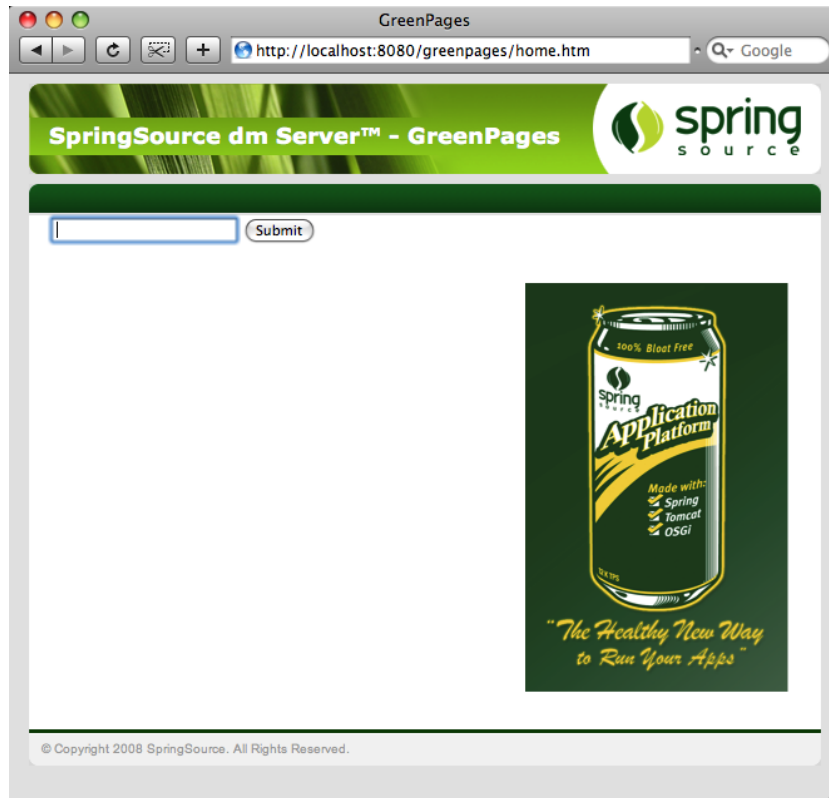 GreenPages
http://localhost:8080/greenpages/home.htm
Google
SpringSource dm Server™ - GreenPages
spring
source
Submit
100% Bloat Free
spring
source
Application
Platform
Made with:
Spring
Tomcat
OSGi
12 X TPS
"The Healthy New Way
to Run Your Apps"
© Copyright 2008 SpringSource. All Rights Reserved.